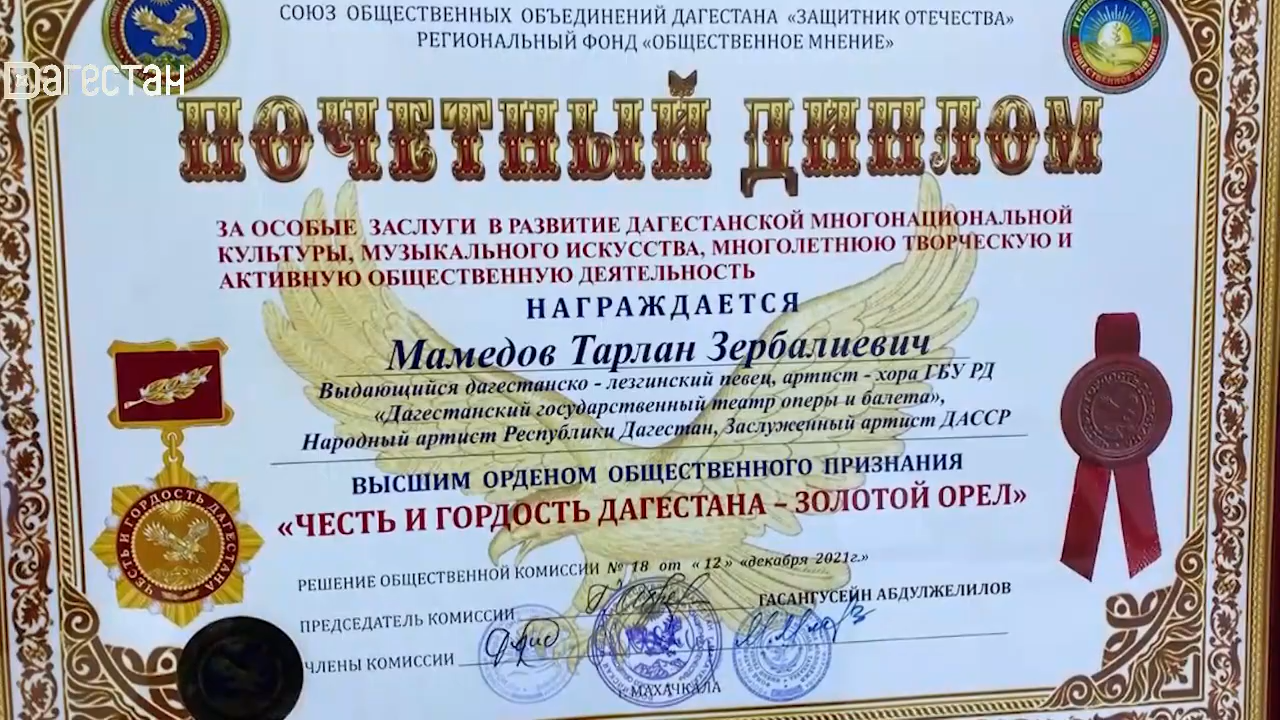 СОЮЗ ОБЩЕСТВЕННЫХ ОБЪЕДИНЕНИЙ ДАГЕСТАНА «ЗАЩИТНИК ОТЕЧЕСТВА»
РЕГИОНАЛЬНЫЙ ФОНД «ОБЩЕСТВЕННОЕ МНЕНИЕ»
Дагестан
ПОЧЕТНЫЙ ДИПЛОМ
ЗА ОСОБЫЕ ЗАСЛУГИ В РАЗВИТИЕ ДАГЕСТАНСКОЙ МНОГОНАЦИОНАЛЬНОЙ
КУЛЬТУРЫ, МУЗЫКАЛЬНОГО ИСКУССТВА, МНОГОЛЕТНЮЮ ТВОРЧЕСКУЮ И
АКТИВНУЮ ОБЩЕСТВЕННУЮ ДЕЯТЕЛЬНОСТЬ
НАГРАЖДАЕТСЯ
Мамедов Тарлан Зербалиевич
Выдающийся дагестанско - лезгинский певец, артист - хора ГБУ РД
«Дагестанский государственный театр оперы и балета»,
Народный артист Республики Дагестан, Заслуженный артист ДАССР
ВЫСШИМ ОРДЕНОМ ОБЩЕСТВЕННОГО ПРИЗНАНИЯ
«ЧЕСТЬ И ГОРДОСТЬ ДАГЕСТАНА – ЗОЛОТОЙ ОРЕЛ»
ЧЕСТЬ И ГОРДОСТЬ ДАГЕСТАНА
РЕШЕНИЕ ОБЩЕСТВЕННОЙ КОМИССИИ № 18 от «12» «декабря 2021г.»
ПРЕДСЕДАТЕЛЬ КОМИССИИ ГАСАНГУСЕЙН АБДУЛЖЕЛИЛОВ
ЧЛЕНЫ КОМИССИИ
г. МАХАЧКАЛА